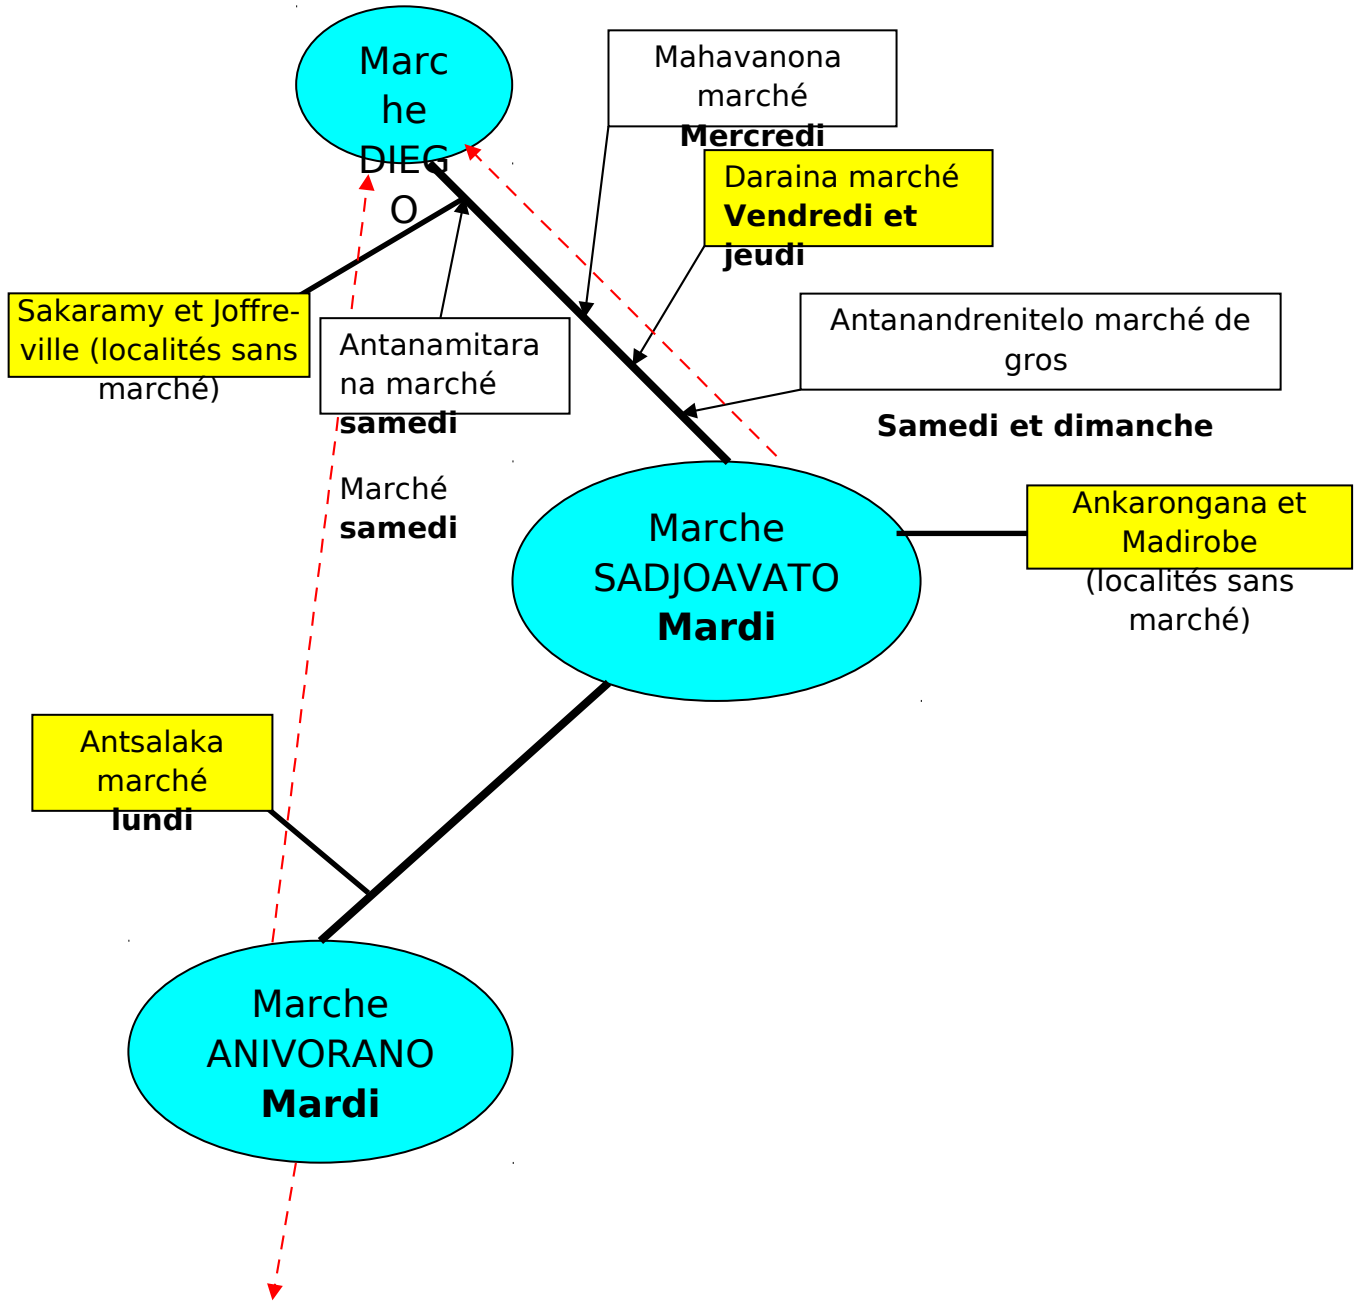 Marc
he
DIEG
O
Mahavanona
marché
Mercredi
Daraina marché
Vendredi et
jeudi
Sakaramy et Joffre-
ville (localités sans
marché)
Antanamitara
na marché
samedi
Marché
samedi
Antanandrenitelo marché de
gros
Samedi et dimanche
Marche
SADJOAVATO
Mardi
Ankarongana et
Madirobe
(localités sans
marché)
Antsalaka
marché
lundi
Marche
ANIVORANO
Mardi